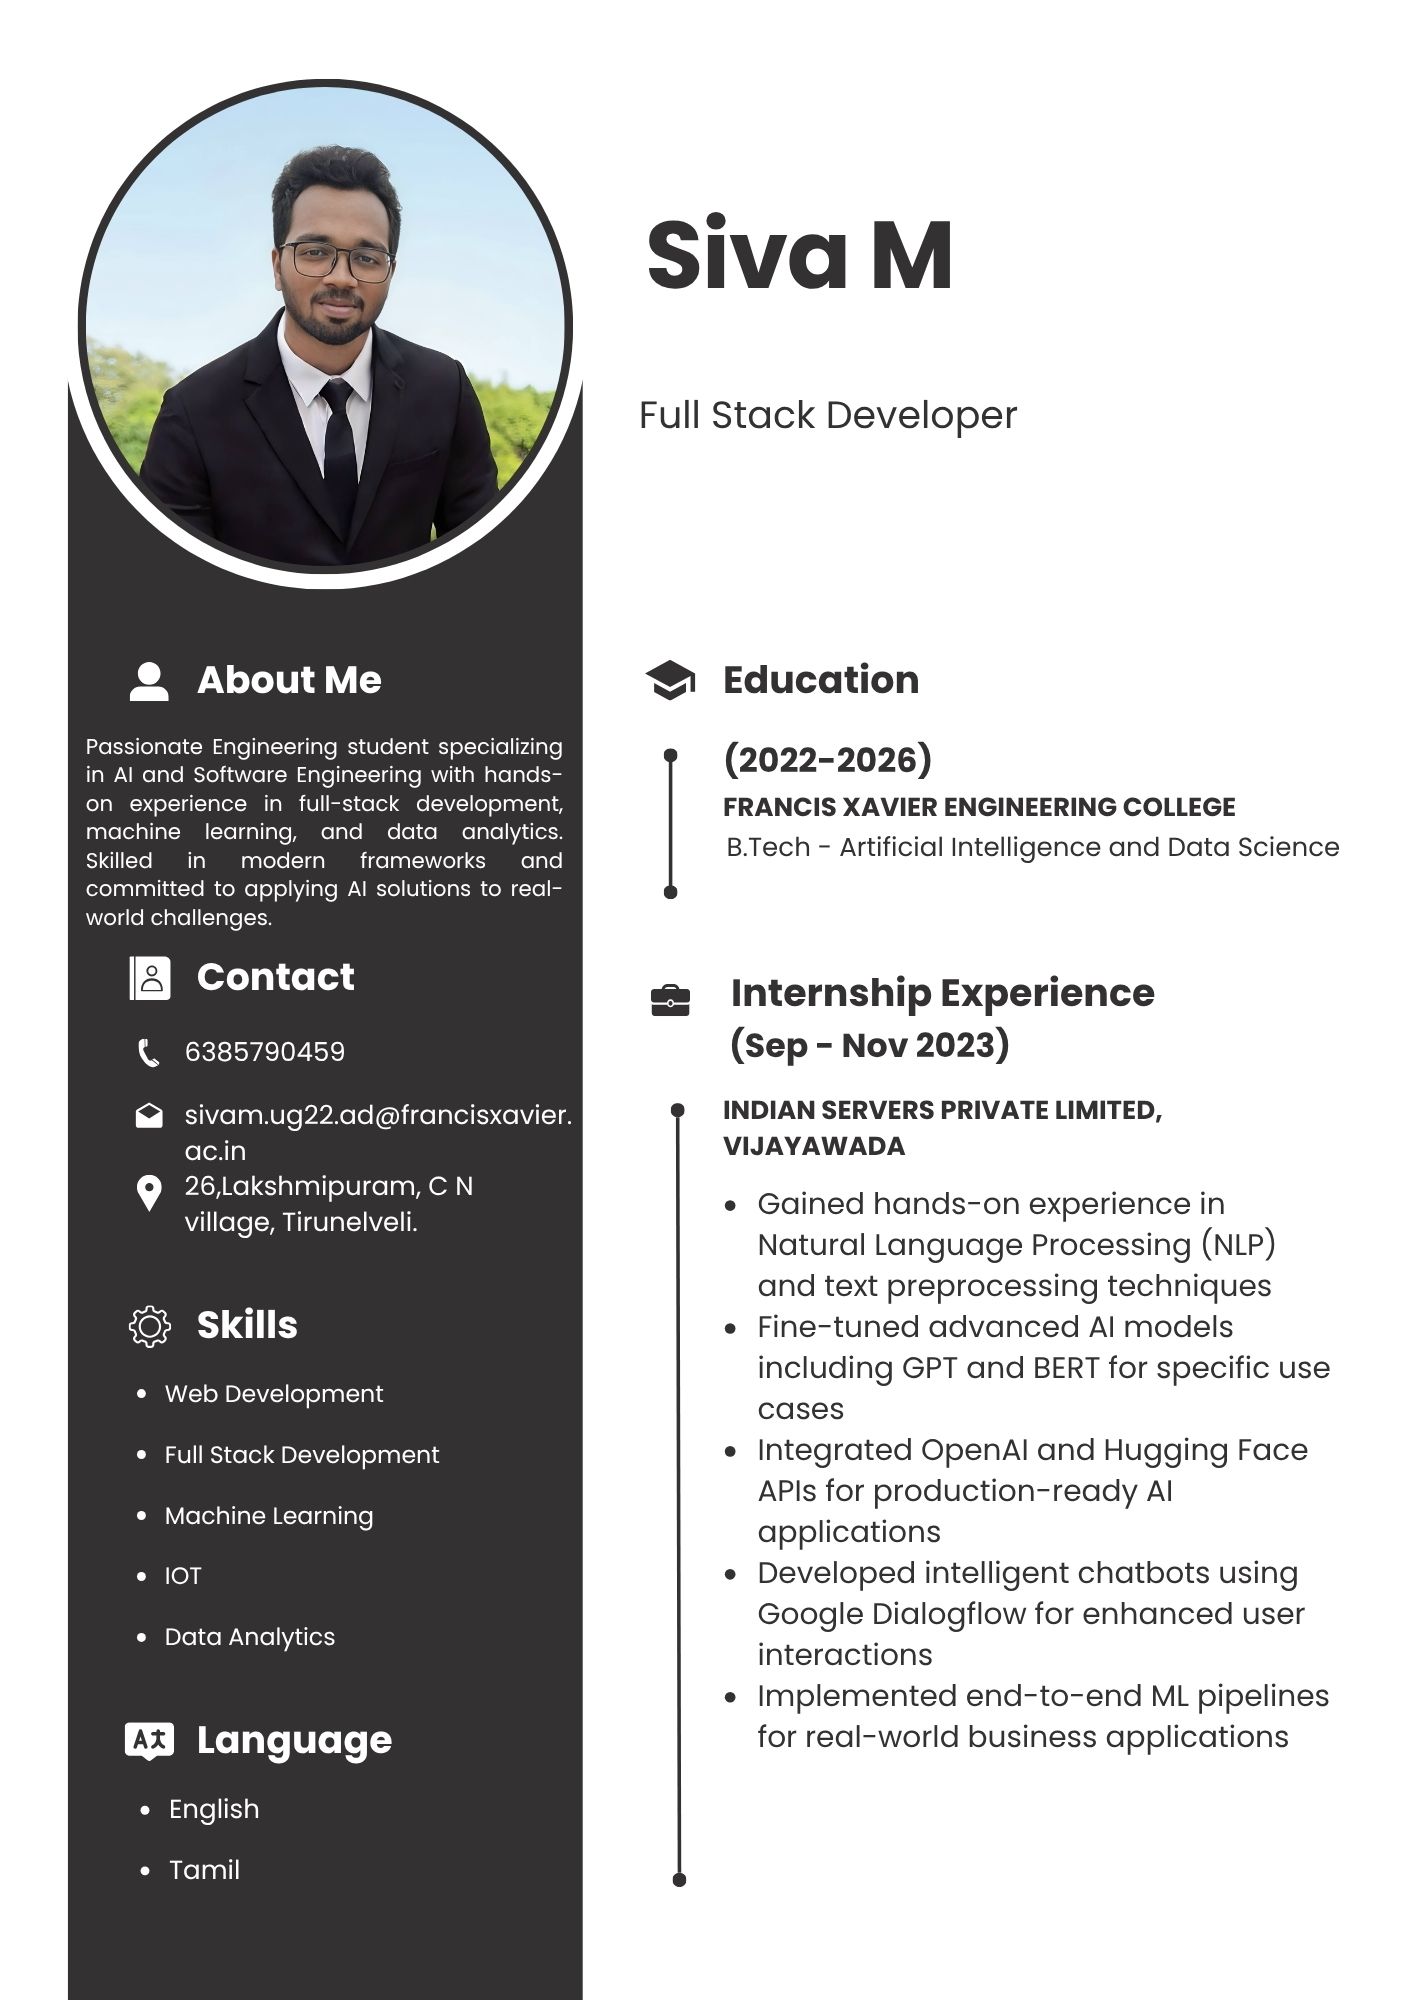 Siva M
Full Stack Developer
About Me
Passionate Engineering student specializing
in AI and Software Engineering with hands-
on experience in full-stack development,
machine learning, and data analytics.
Skilled in modern frameworks and
committed to applying AI solutions to real-
world challenges.
Contact
6385790459
sivam.ug22.ad@francisxavier.
ac.in
26,Lakshmipuram, C N
village, Tirunelveli.
Skills
• Web Development
• Full Stack Development
• Machine Learning
• IOT
• Data Analytics
Language
• English
• Tamil
Education
(2022-2026)
FRANCIS XAVIER ENGINEERING COLLEGE
B.Tech - Artificial Intelligence and Data Science
Internship Experience
(Sep - Nov 2023)
INDIAN SERVERS PRIVATE LIMITED,
VIJAYAWADA
• Gained hands-on experience in
Natural Language Processing (NLP)
and text preprocessing techniques
• Fine-tuned advanced AI models
including GPT and BERT for specific use
cases
• Integrated OpenAI and Hugging Face
APIs for production-ready AI
applications
• Developed intelligent chatbots using
Google Dialogflow for enhanced user
interactions
• Implemented end-to-end ML pipelines
for real-world business applications